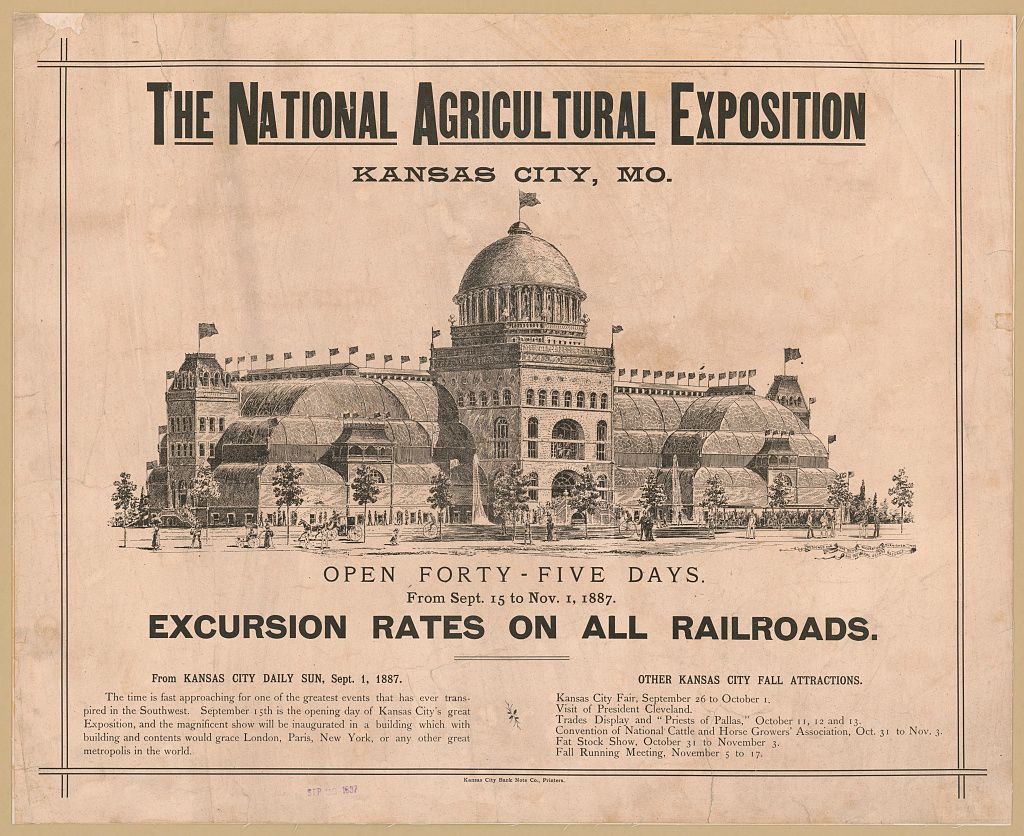 THE NATIONAL AGRICULTURAL EXPOSITION
KANSAS CITY, MO.
OPEN FORTY-FIVE DAYS.
From Sept. 15 to Nov. 1, 1887.
EXCURSION RATES ON ALL RAILROADS.
From KANSAS CITY DAILY SUN, Sept. 1, 1887.
The time is fast approaching for one of the greatest events that has ever trans-
pired in the Southwest. September 15th is the opening day of Kansas City's great
Exposition, and the magnificent show will be inaugurated in a building which with
building and contents would grace London, Paris, New York, or any other great
metropolis in the world.
OTHER KANSAS CITY FALL ATTRACTIONS.
Kansas City Fair, September 26 to October 1.
Visit of President Cleveland.
Trades Display and "Priests of Pallas," October 11, 12 and 13.
Convention of National Cattle and Horse Growers' Association, Oct. 31 to Nov. 3.
Fat Stock Show, October 31 to November 3.
Fall Running Meeting, November 5 to 17.
Kansas City Bank Note Co., Printers.
SEP